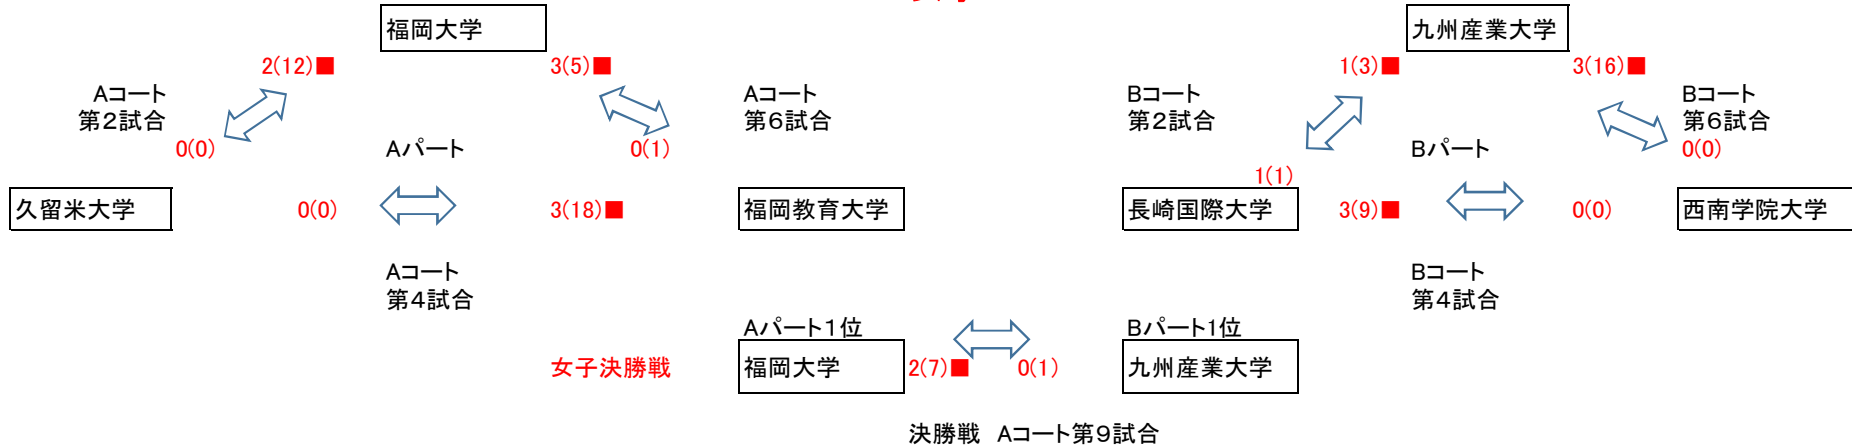 福岡大学
九州産業大学
2(12)■
3(5)■
1(3)■
3(16)■
Aコート
第2試合
Aコート
第6試合
Bコート
第2試合
Bコート
第6試合
0(0)
Aパート
0(1)
Bパート
0(0)
1(1)
久留米大学
0(0)
3(18)■
福岡教育大学
長崎国際大学
3(9)■
0(0)
西南学院大学
Aコート
第4試合
Bコート
第4試合
Aパート1位
Bパート1位
女子決勝戦
福岡大学
2(7)■
0(1)
九州産業大学
決勝戦 Aコート第9試合